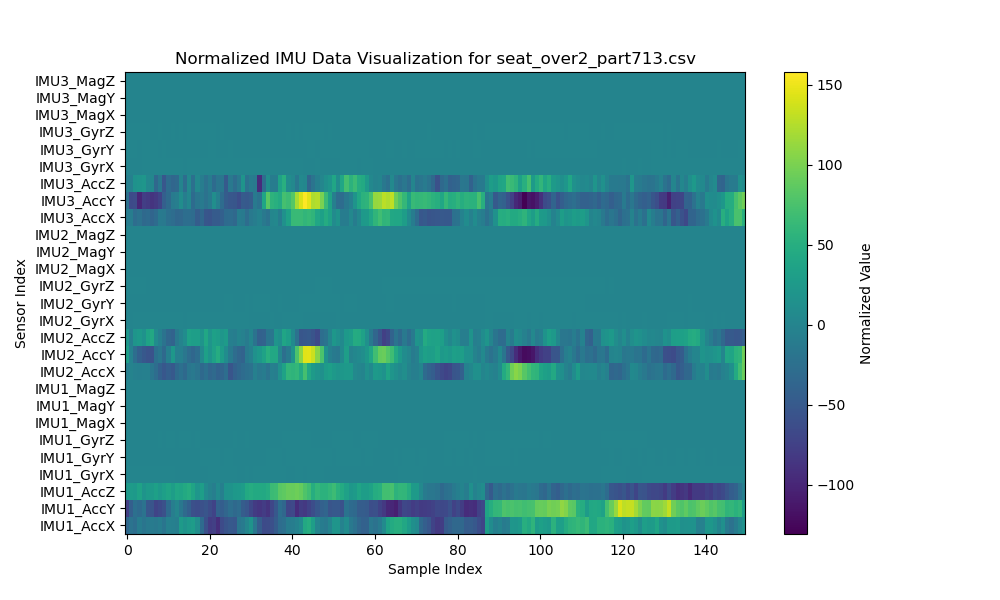 Normalized IMU Data Visualization for seat_over2_part713.csv
IMU3_MagZ
IMU3_MagY
IMU3_MagX
IMU3_GyrZ
IMU3_GyrY
IMU3_GyrX
IMU3_AccZ
IMU3_AccY
IMU3_AccX
IMU2_MagZ
IMU2_MagY
IMU2_MagX
IMU2_GyrZ
IMU2_GyrY
IMU2_GyrX
IMU2_AccZ
IMU2_AccY
IMU2_AccX
IMU1_MagZ
IMU1_MagY
IMU1_MagX
IMU1_GyrZ
IMU1_GyrY
IMU1_GyrX
IMU1_AccZ
IMU1_AccY
IMU1_AccX
Sensor Index
0 20 40 60 80 100 120 140
Sample Index
150
100
50
0
−50
−100
Normalized Value